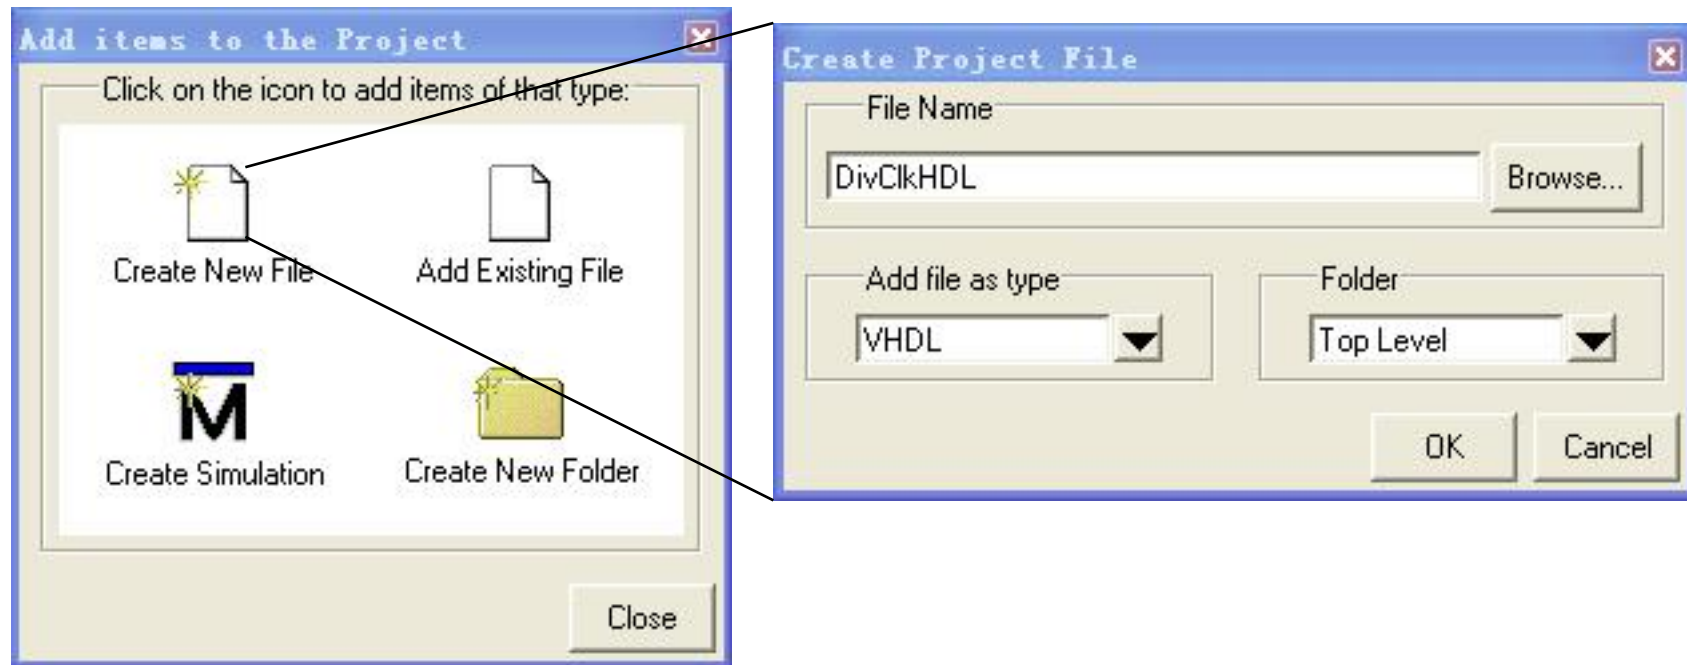 Add items to the Project
Click on the icon to add items of that type:
Create New File
Add Existing File
Create Simulation
Create New Folder
Close
Create Project File
File Name
DivClkHDL
Browse...
Add file as type
Folder
VHDL
Top Level
OK
Cancel